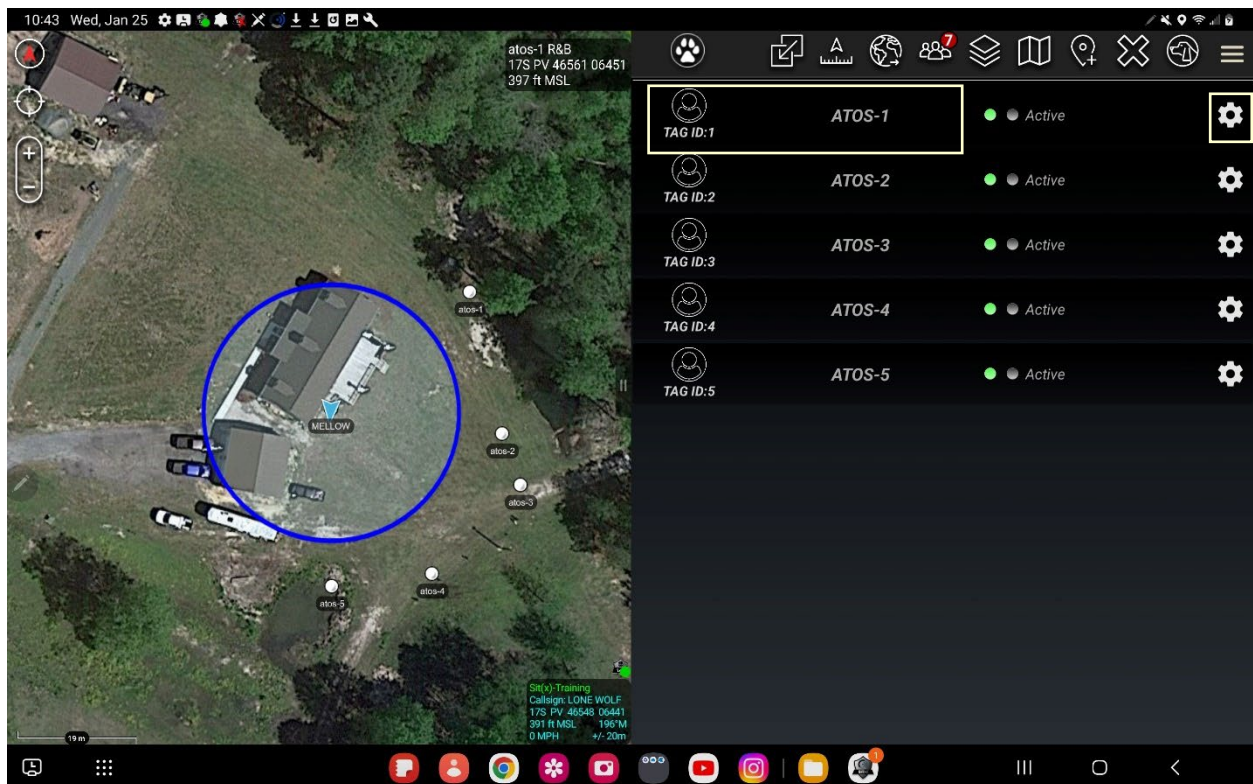 10:43 Wed, Jan 25
atos-1 R&B
17S PV 46561 06451
397 ft MSL
+
−
atos-1
MELLOW
atos-2
atos-3
atos-4
atos-5
19 m
Sit(x)-Training
Callsign: LONE WOLF
17S PV 46548 06441
391 ft MSL 196°M
0 MPH +/- 20m
A
7
TAG ID:1 ATOS-1 Active
TAG ID:2 ATOS-2 Active
TAG ID:3 ATOS-3 Active
TAG ID:4 ATOS-4 Active
TAG ID:5 ATOS-5 Active
1